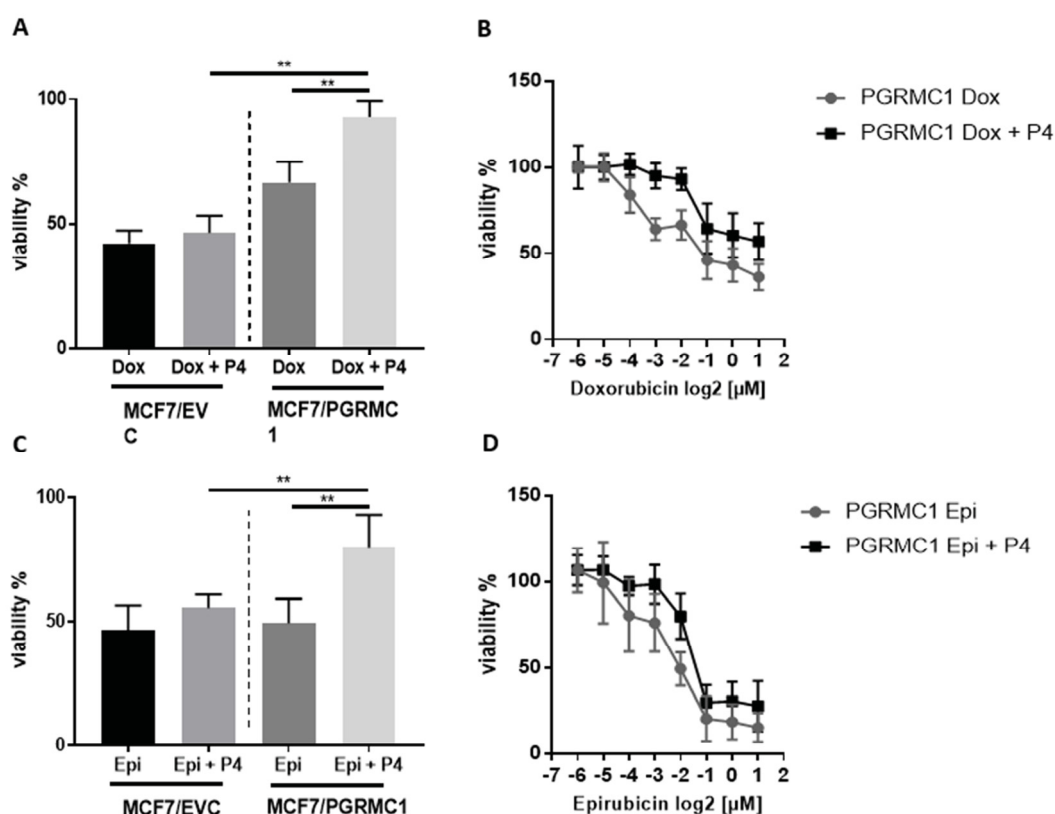 A
**
**
100
50
0
viability %
Dox Dox + P4 Dox Dox + P4
MCF7/EV
C
MCF7/PGRMC
1
B
150
100
50
0
viability %
-7 -6 -5 -4 -3 -2 -1 0 1 2
Doxorubicin log2 [µM]
PGRMC1 Dox
PGRMC1 Dox + P4
C
**
**
100
50
0
viability %
Epi Epi + P4 Epi Epi + P4
MCF7/EVC MCF7/PGRMC1
D
150
100
50
0
viability %
-7 -6 -5 -4 -3 -2 -1 0 1 2
Epirubicin log2 [µM]
PGRMC1 Epi
PGRMC1 Epi + P4